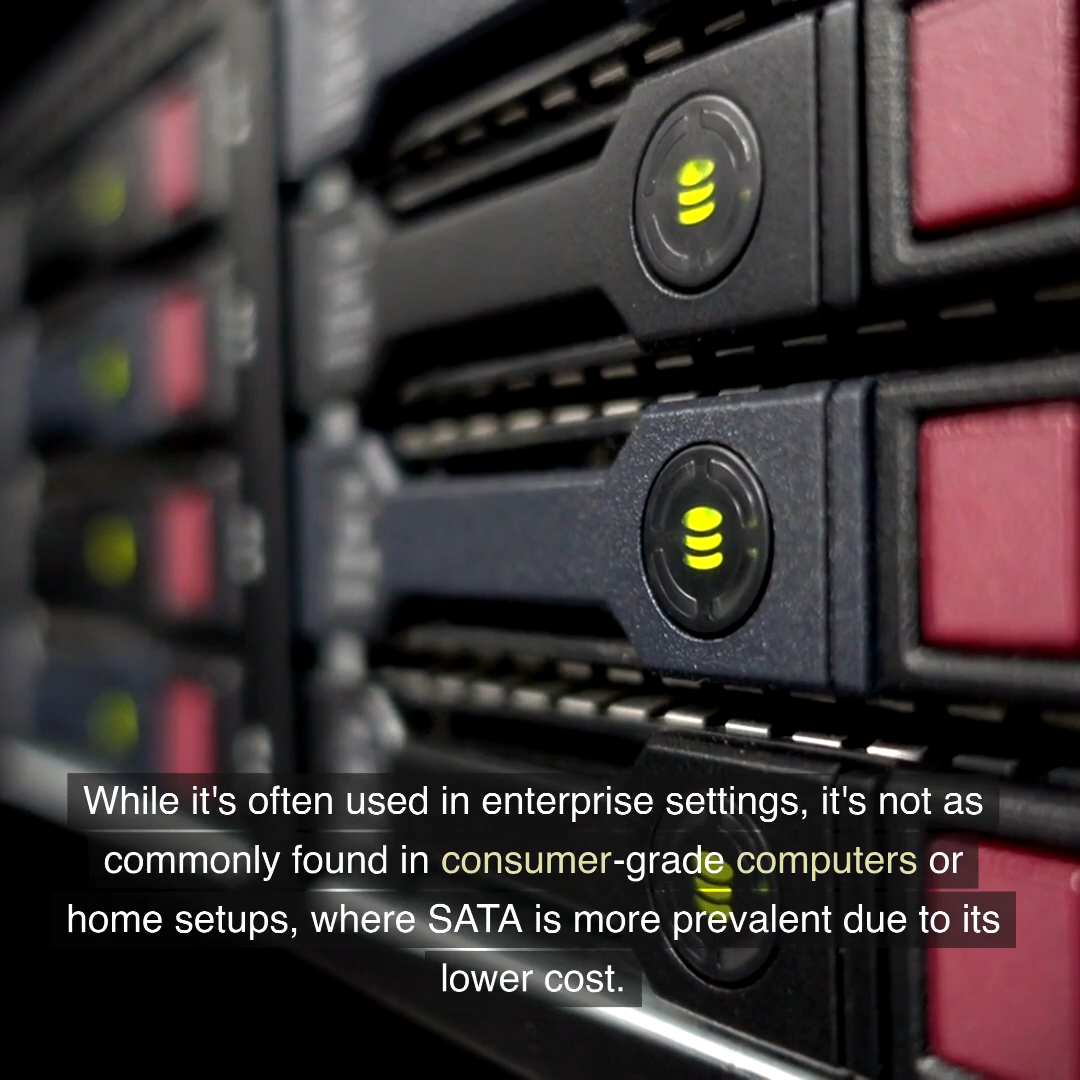 While it's often used in enterprise settings, it's not as
commonly found in consumer-grade computers or
home setups, where SATA is more prevalent due to its
lower cost.